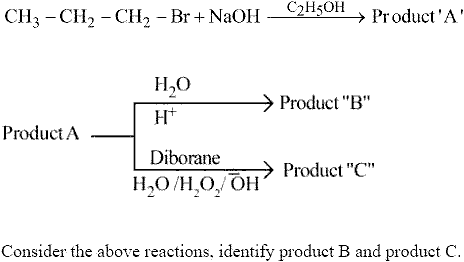 CH3 – CH2 – CH2 – Br + NaOH C2H5OH Product 'A'
H2O
H+
Product "B"
Product A
Diborane
H2O /H2O2/ ŌH
Product "C"
Consider the above reactions, identify product B and product C.